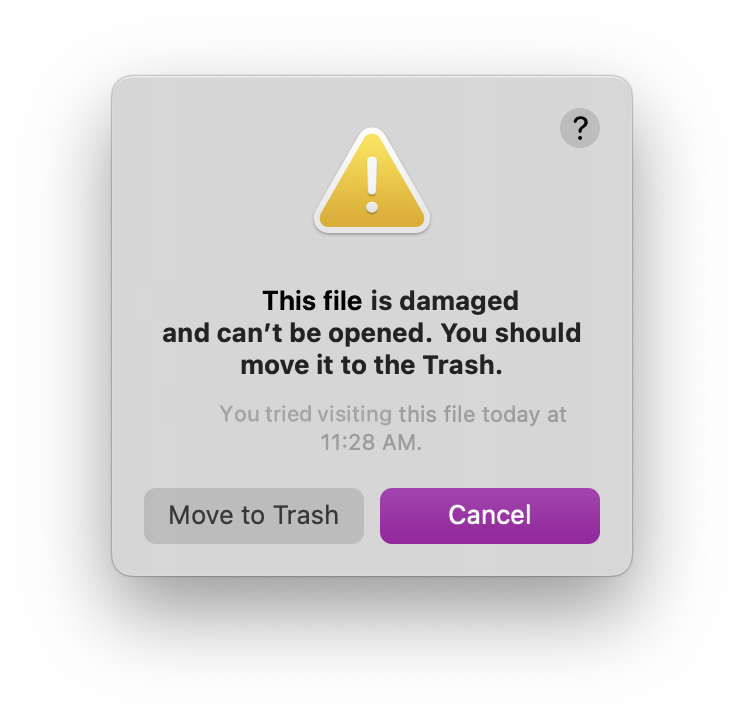 ?
This file is damaged
and can’t be opened. You should
move it to the Trash.
You tried visiting this file today at
11:28 AM.
Move to Trash
Cancel